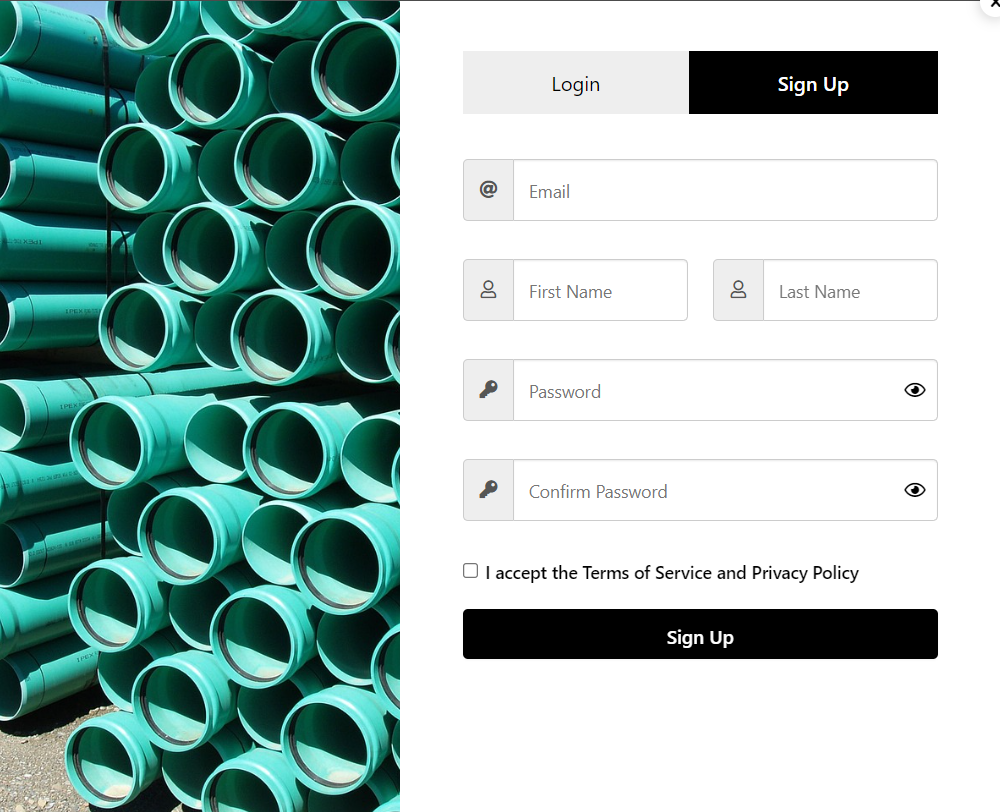 Login
Sign Up
@ Email
First Name
Last Name
Password
Confirm Password
I accept the Terms of Service and Privacy Policy
Sign Up